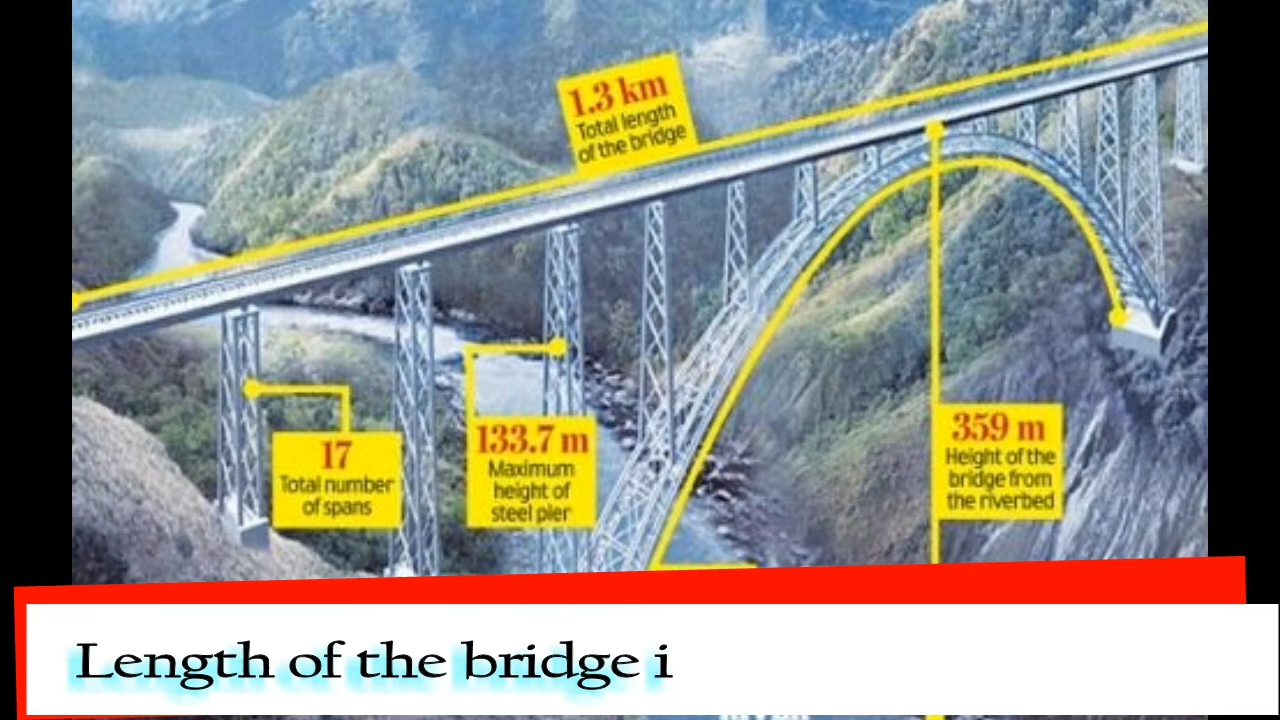 1.3 km
Total length
of the bridge
17
Total number
of spans
133.7 m
Maximum
height of
steel pier
359 m
Height of the
bridge from
the riverbed
Length of the bridge i